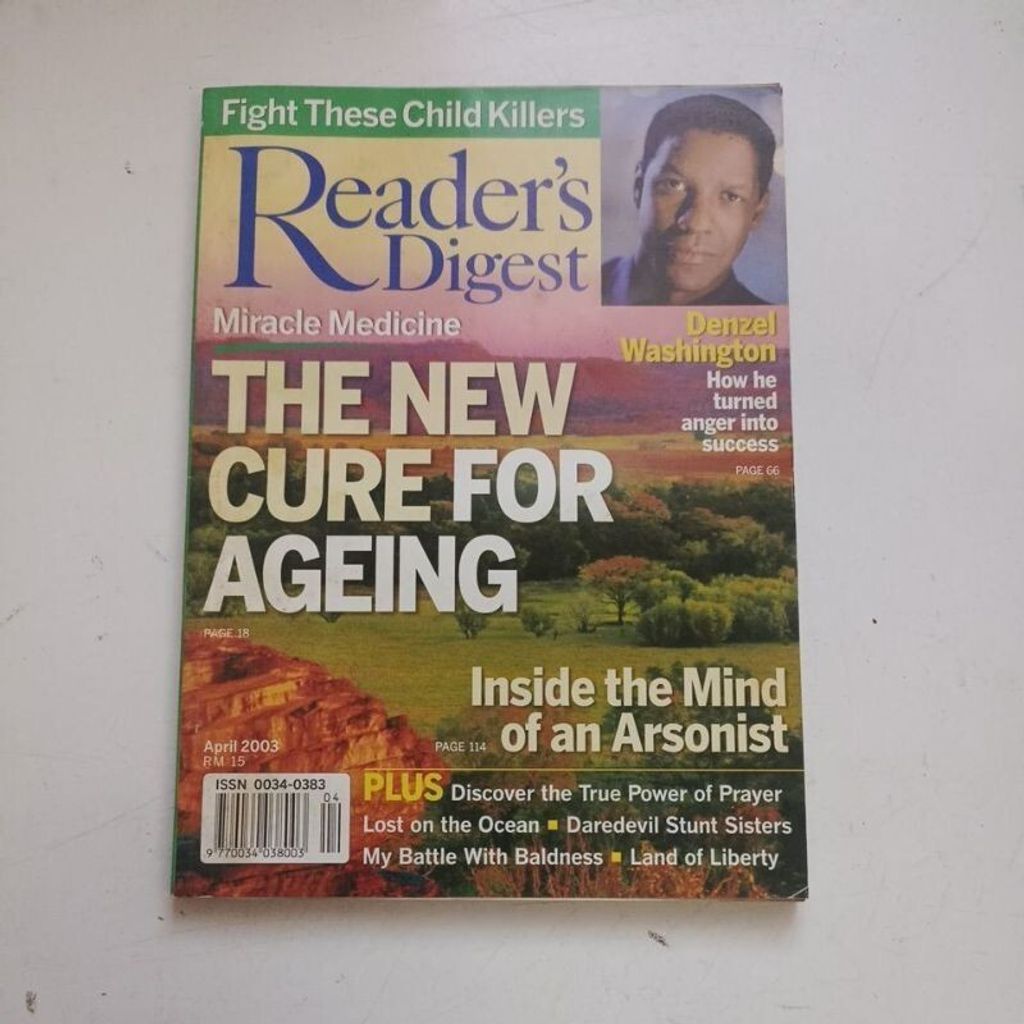 Fight These Child Killers
Reader's
Digest
Miracle Medicine
THE NEW
CURE FOR
AGEING
PAGE 18
Denzel
Washington
How he
turned
anger into
success
PAGE 66
Inside the Mind
of an Arsonist
PAGE 114
April 2003
RM 15
ISSN 0034-0383
04
9 770034 038003
PLUS Discover the True Power of Prayer
Lost on the Ocean ▪ Daredevil Stunt Sisters
My Battle With Baldness ▪ Land of Liberty